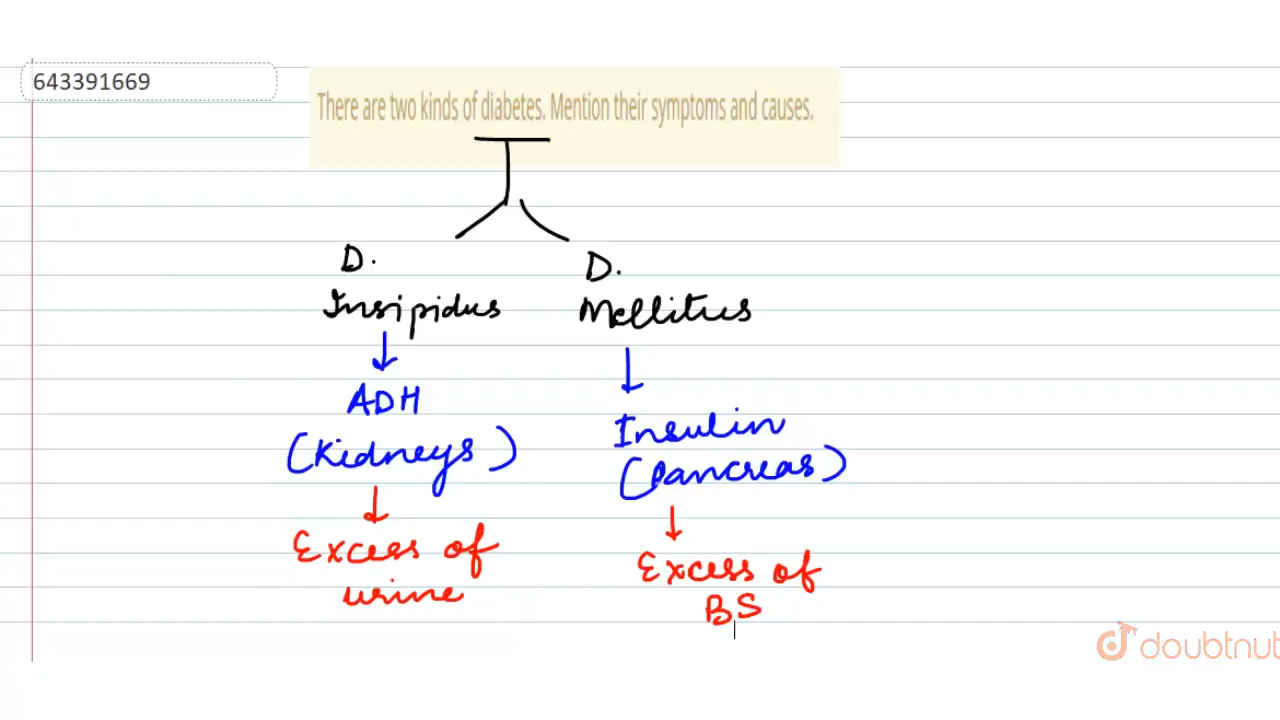 643391669
There are two kinds of diabetes. Mention their symptoms and causes.
D.
Insipidus
D.
Mellitus
ADH
(Kidneys)
Insulin
(Pancreas)
Excess of
urine
Excess of
BS
doubtnut